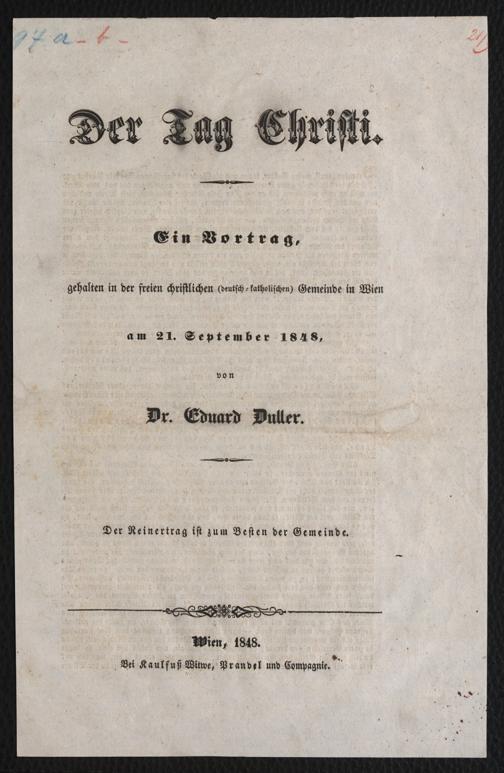 97 a - b -
Der Tag Christi.
Ein Vortrag,
gehalten in der freien christlichen (deutsch-katholischen) Gemeinde in Wien
am 21. September 1848,
von
Dr. Eduard Duller.
Der Reinertrag ist zum Besten der Gemeinde.
Wien, 1848.
Bei Kaulfuß Witwe, Prandel und Compagnie.